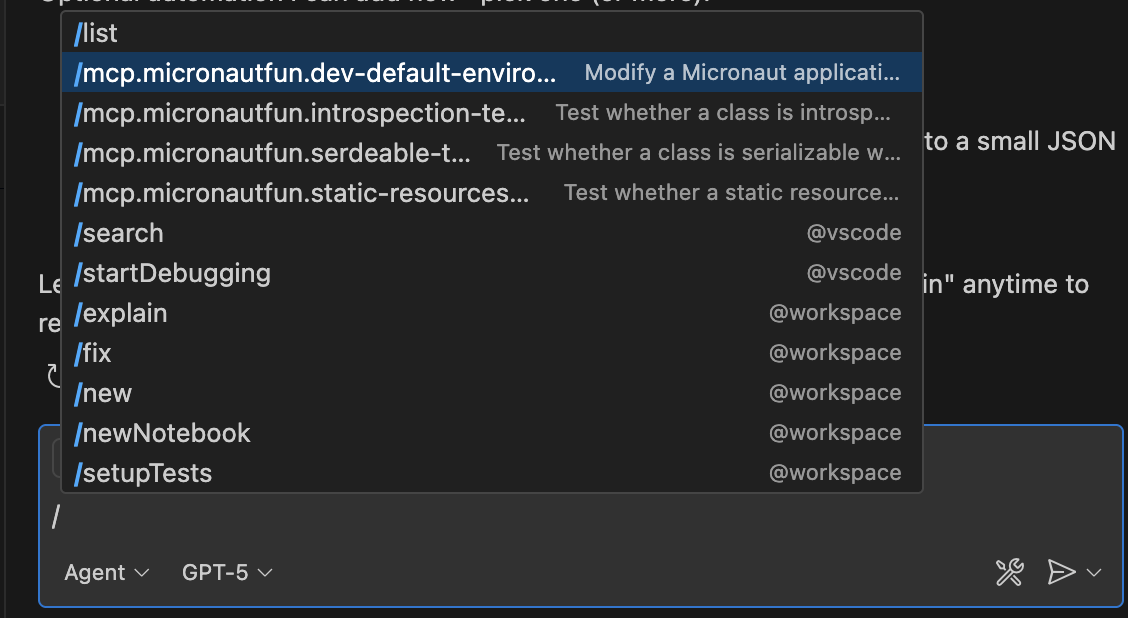 /list
/mcp.micronautfun.dev-default-enviro... Modify a Micronaut applicati...
/mcp.micronautfun.introspection-te... Test whether a class is introsp...
/mcp.micronautfun.serdeable-t... Test whether a class is serializable w...
to a small JSON
/mcp.micronautfun.static-resources... Test whether a static resource...
/search @vscode
/startDebugging @vscode
Le
in" anytime to
/explain @workspace
re
/fix @workspace
/new @workspace
/newNotebook @workspace
/setupTests @workspace
/
Agent GPT-5